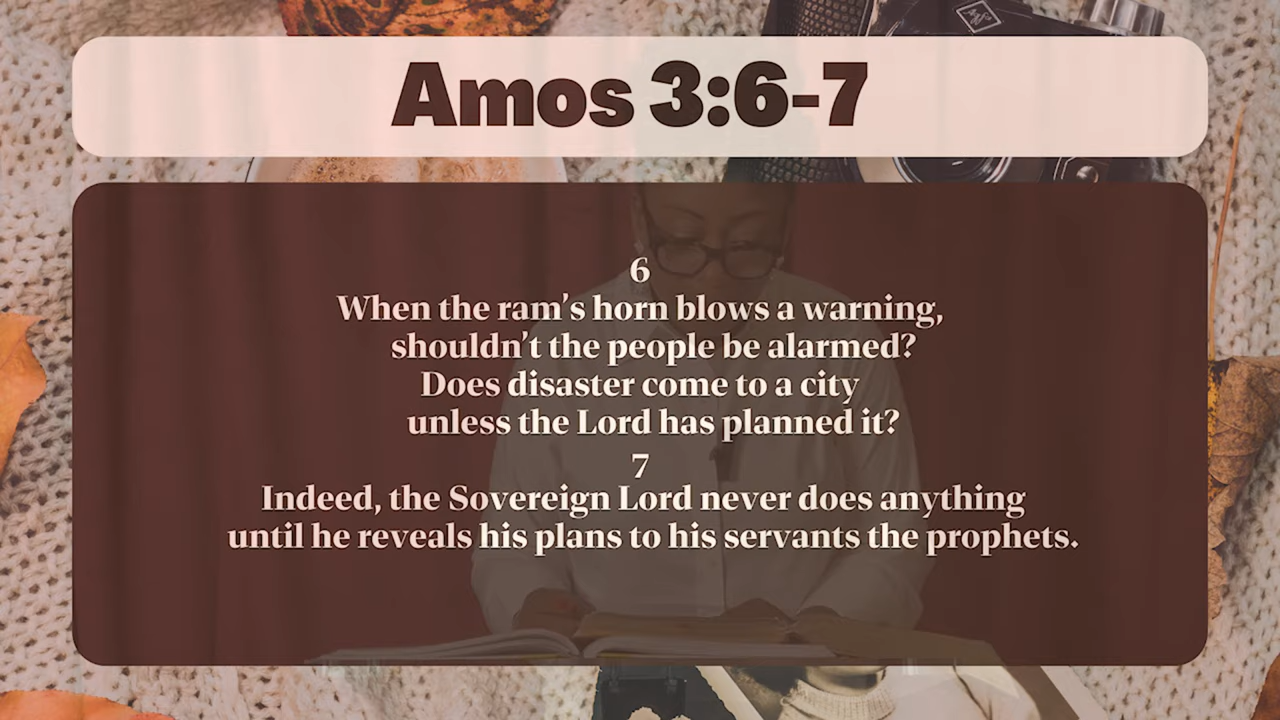 Amos 3:6-7
6
When the ram's horn blows a warning,
shouldn't the people be alarmed?
Does disaster come to a city
unless the Lord has planned it?
7
Indeed, the Sovereign Lord never does anything
until he reveals his plans to his servants the prophets.